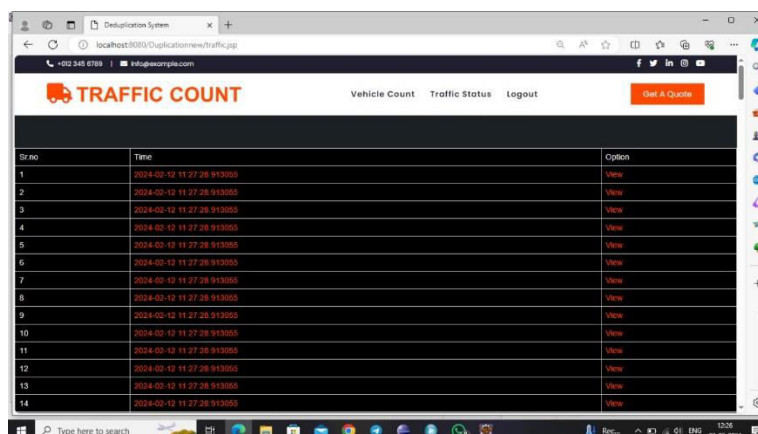 Deduplication System
localhost:8080/Duplicationnew/traffic.jsp
+012 345 6789 | info@example.com
TRAFFIC COUNT
Vehicle Count Traffic Status Logout
Get A Quote
Sr.no Time Option
1 2024-02-12 11:27:28.913055 View
2 2024-02-12 11:27:28.913055 View
3 2024-02-12 11:27:28.913055 View
4 2024-02-12 11:27:28.913055 View
5 2024-02-12 11:27:28.913055 View
6 2024-02-12 11:27:28.913055 View
7 2024-02-12 11:27:28.913055 View
8 2024-02-12 11:27:28.913055 View
9 2024-02-12 11:27:28.913055 View
10 2024-02-12 11:27:28.913055 View
11 2024-02-12 11:27:28.913055 View
12 2024-02-12 11:27:28.913055 View
13 2024-02-12 11:27:28.913055 View
14 2024-02-12 11:27:28.913055 View
Type here to search
Rec... ENG 12:26